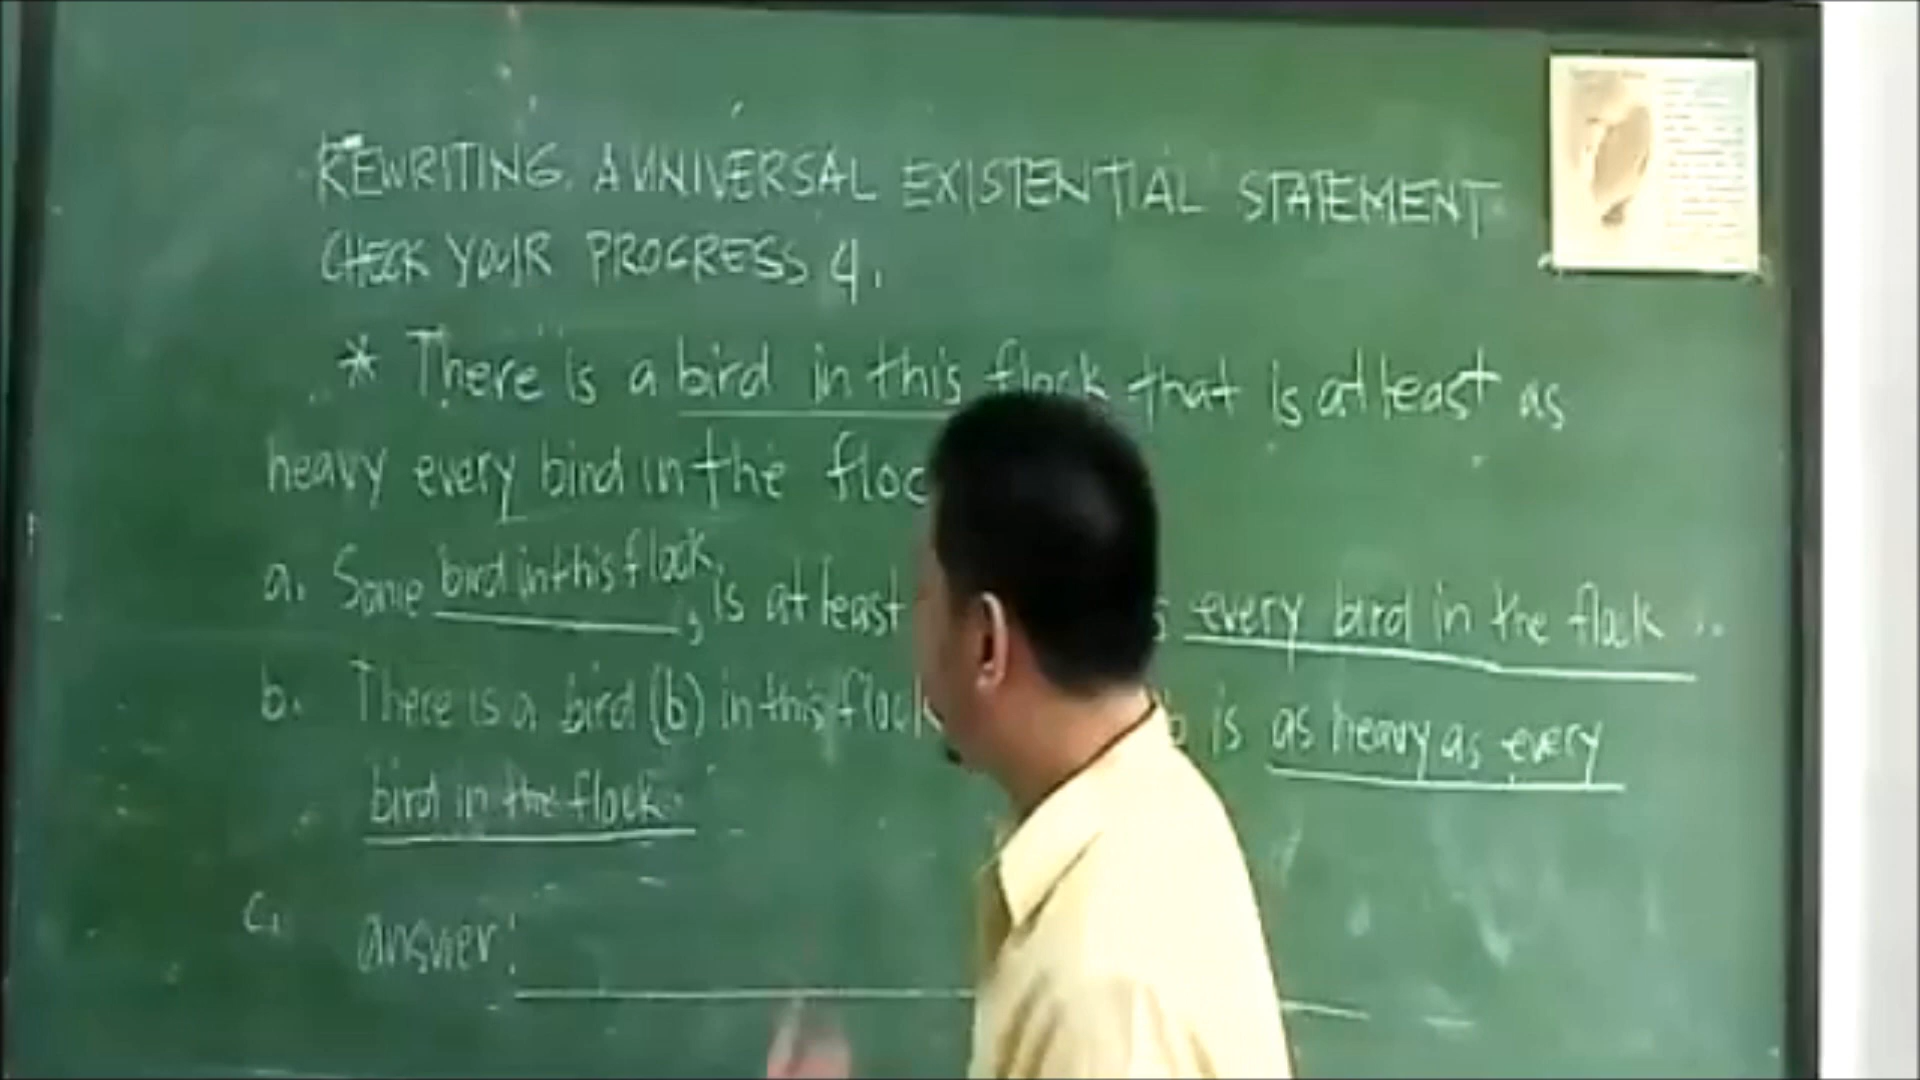 REWRITING A UNIVERSAL EXISTENTIAL STATEMENT
CHECK YOUR PROGRESS 4.
* There is a bird in this flock that is at least as
heavy every bird in the floc
a. Some bird in this flock, is at least every bird in the flock.
b. There is a bird (b) in this flock b is as heavy as every
bird in the flock.
c. answer: